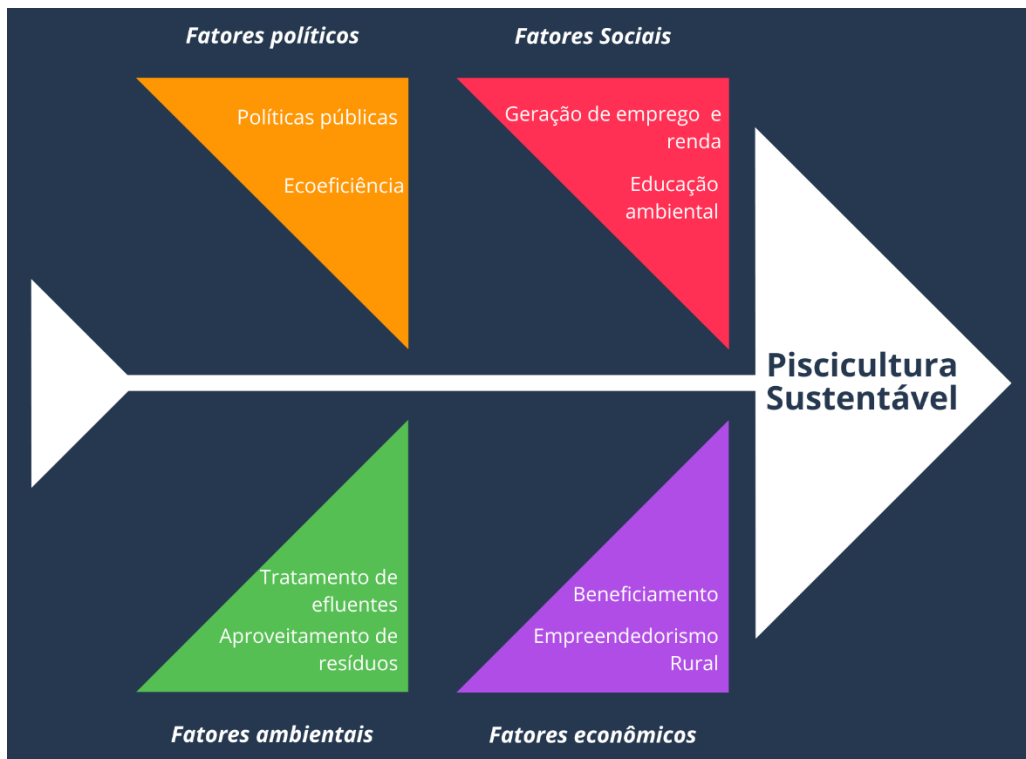 Fatores políticos
Políticas públicas
Ecoeficiência
Fatores Sociais
Geração de emprego e
renda
Educação
ambiental
Piscicultura
Sustentável
Tratamento de
efluentes
Aproveitamento de
resíduos
Fatores ambientais
Beneficiamento
Empreendedorismo
Rural
Fatores econômicos